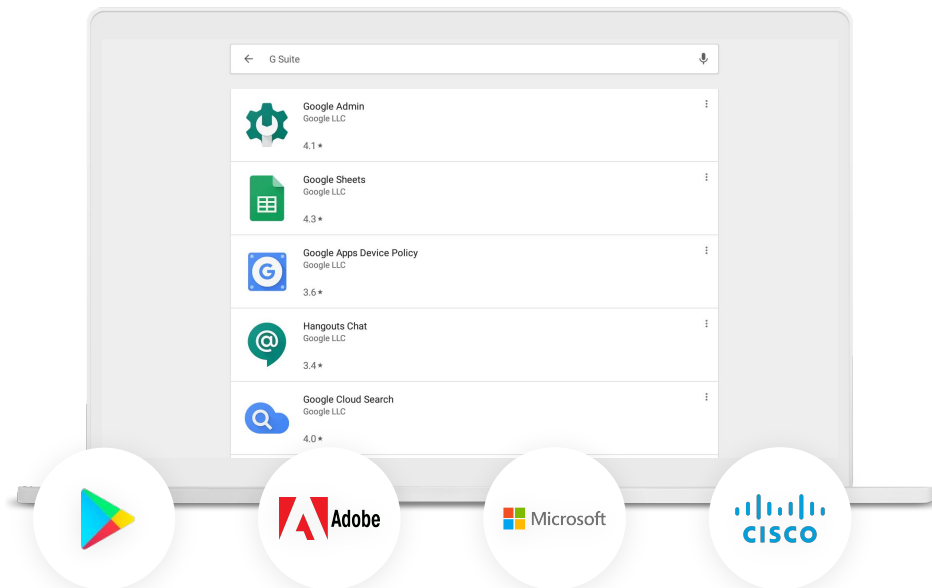 G Suite
Google Admin
Google LLC
4.1 ★
Google Sheets
Google LLC
4.3 ★
Google Apps Device Policy
Google LLC
3.6 ★
Hangouts Chat
Google LLC
3.4 ★
Google Cloud Search
Google LLC
4.0 ★
Adobe
Microsoft
CISCO